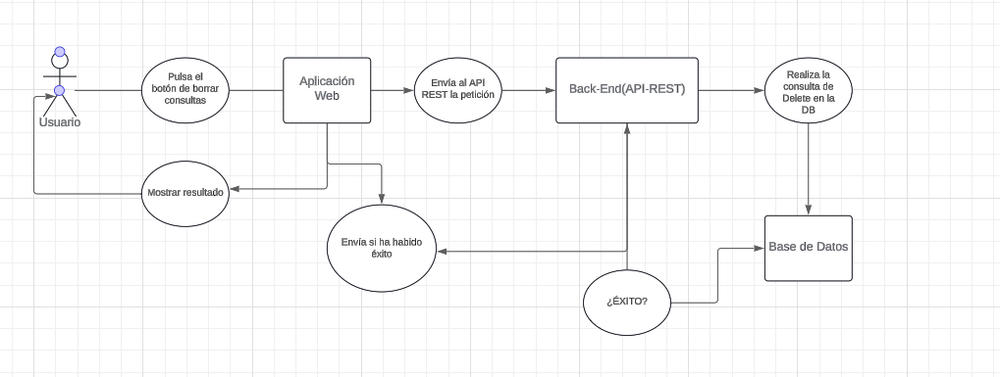 Pulsa el
botón de borrar
consultas
Aplicación
Web
Envía al API
REST la petición
Back-End(API-REST)
Realiza la
consulta de
Delete en la
DB
Usuario
Mostrar resultado
Envía si ha habido
éxito
Base de Datos
¿ÉXITO?